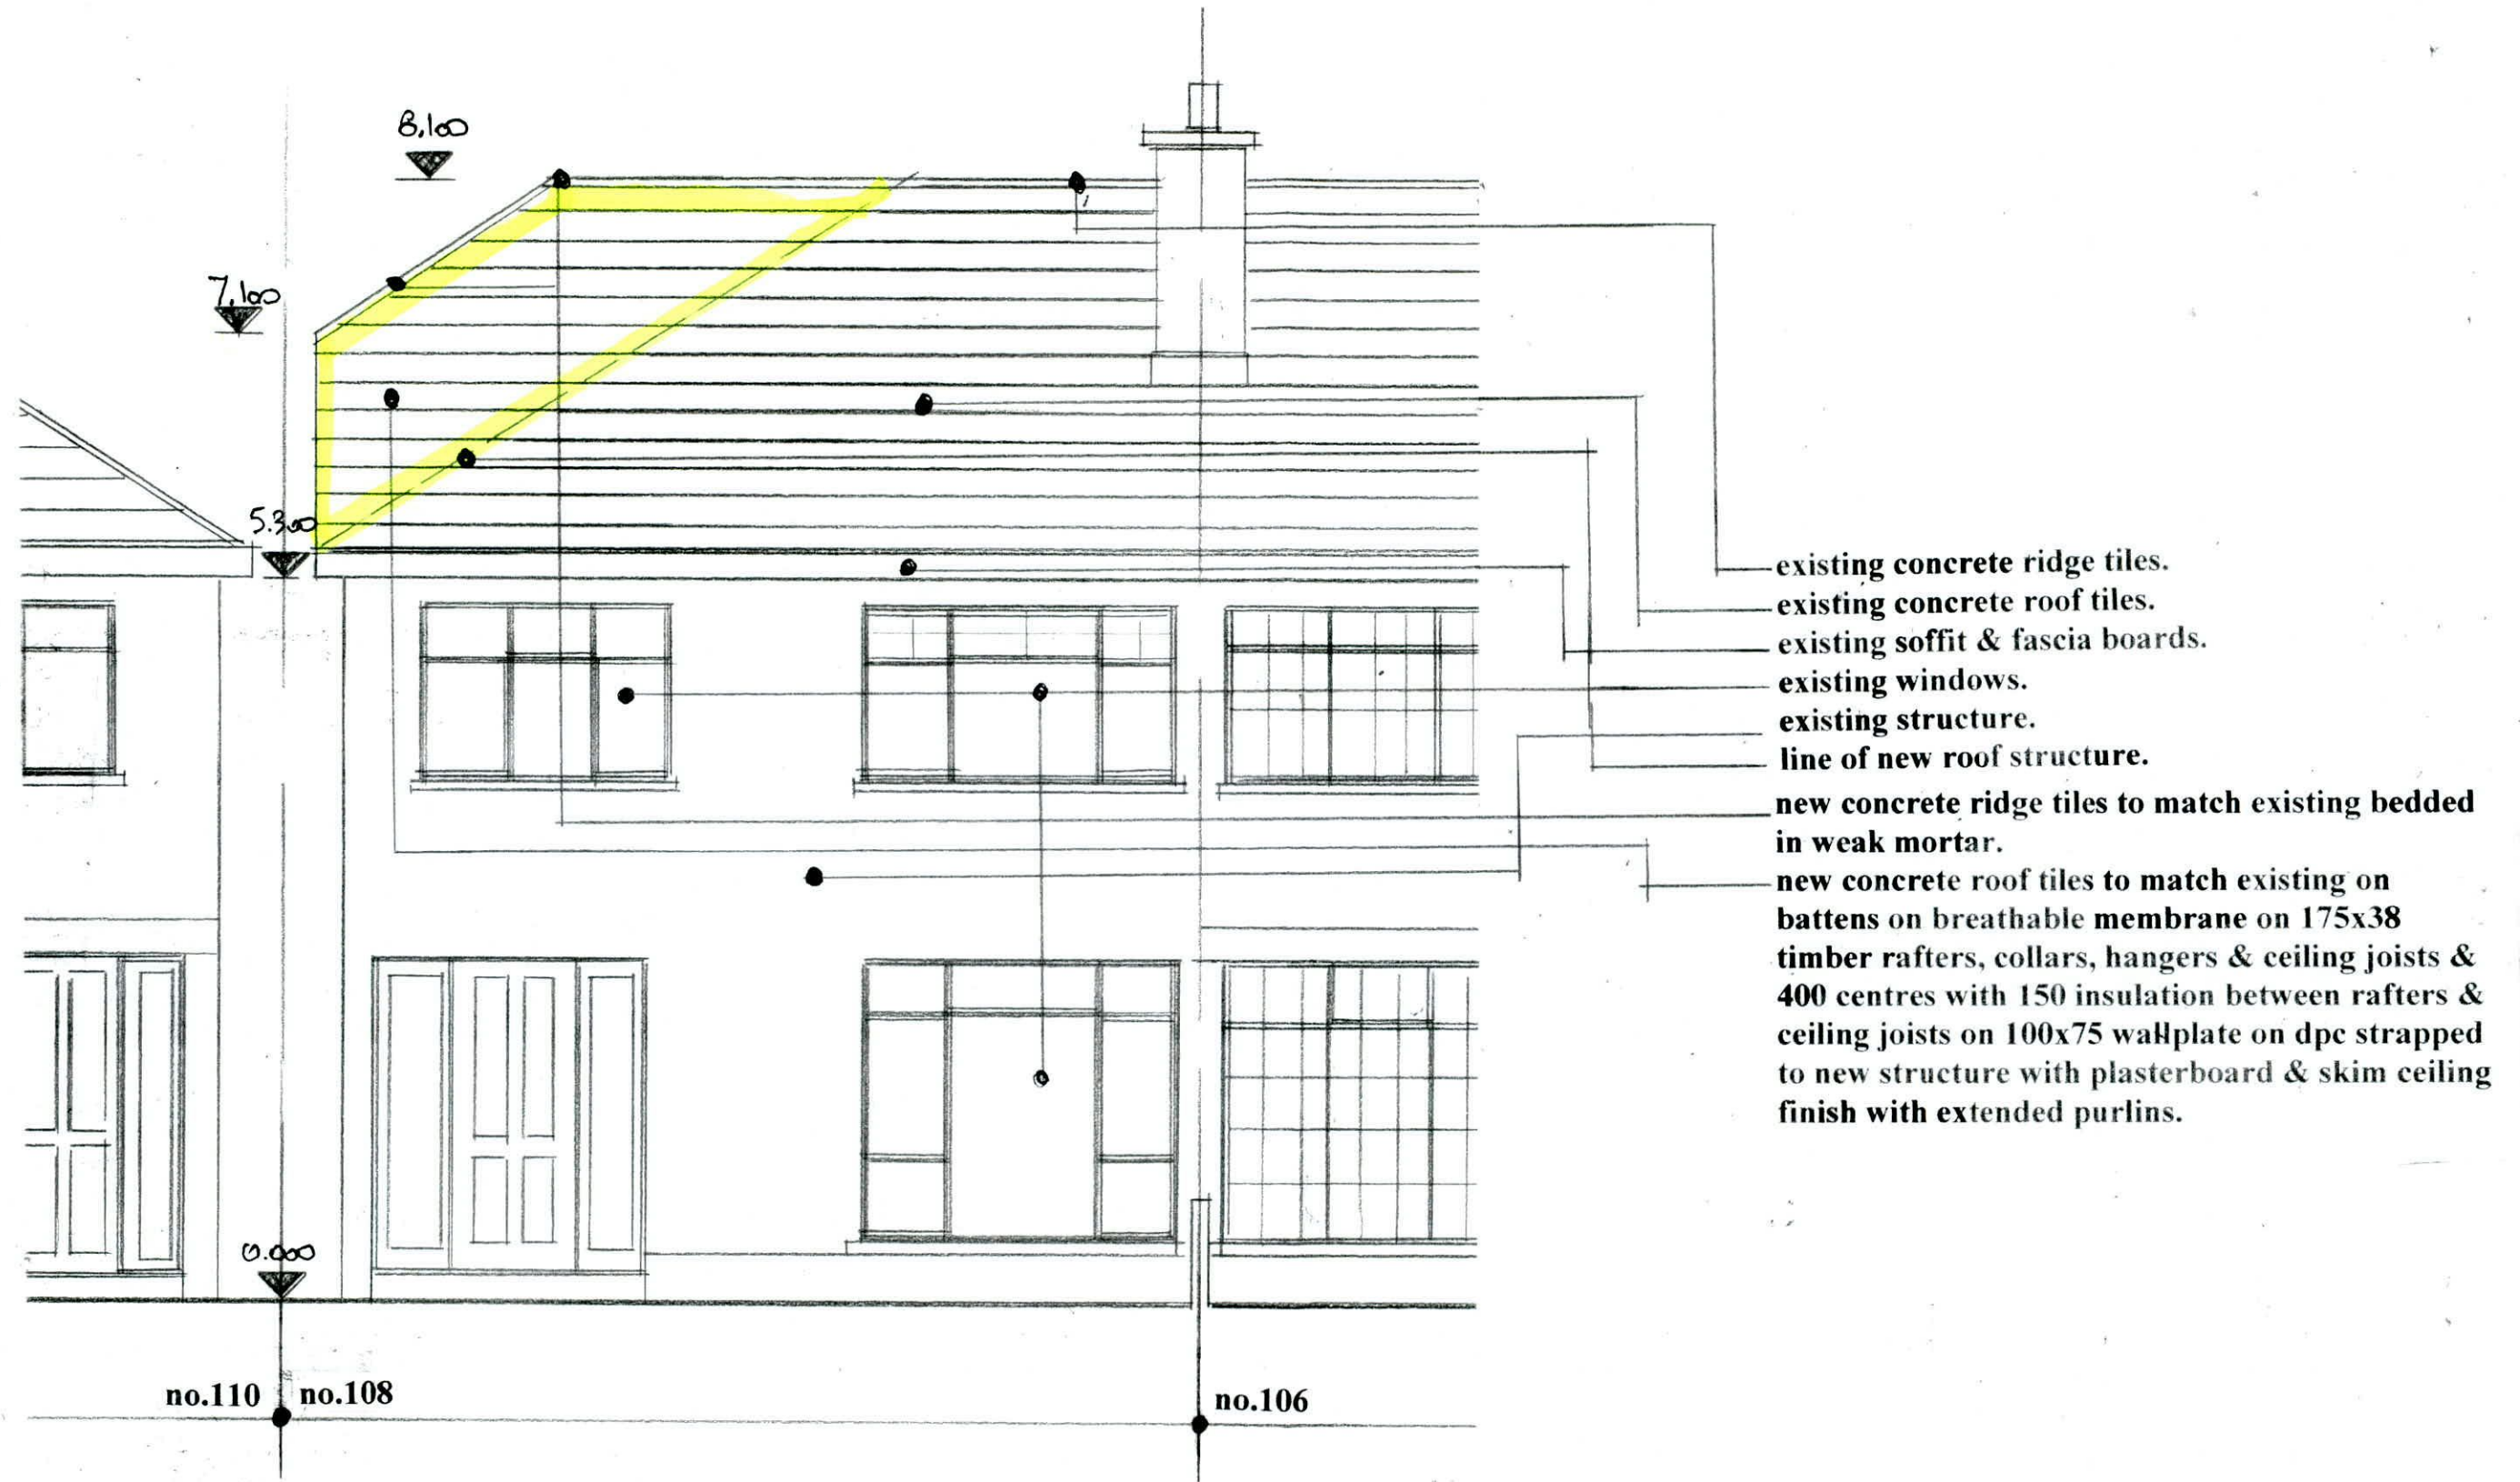 8.100
7.100
5.300
existing concrete ridge tiles.
existing concrete roof tiles.
existing soffit & fascia boards.
existing windows.
existing structure.
line of new roof structure.
new concrete ridge tiles to match existing bedded
in weak mortar.
new concrete roof tiles to match existing on
battens on breathable membrane on 175x38
timber rafters, collars, hangers & ceiling joists &
400 centres with 150 insulation between rafters &
ceiling joists on 100x75 wallplate on dpc strapped
to new structure with plasterboard & skim ceiling
finish with extended purlins.
0.000
no.110 no.108
no.106